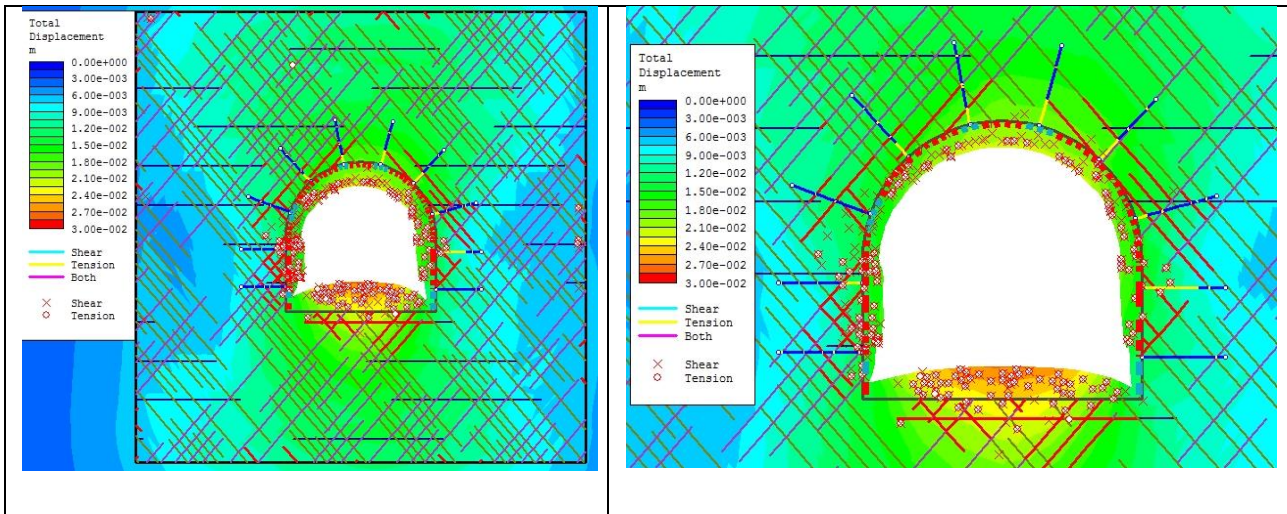 Total
Displacement
m
0.00e+000
3.00e-003
6.00e-003
9.00e-003
1.20e-002
1.50e-002
1.80e-002
2.10e-002
2.40e-002
2.70e-002
3.00e-002
Shear
Tension
Both
Shear
Tension
Total
Displacement
m
0.00e+000
3.00e-003
6.00e-003
9.00e-003
1.20e-002
1.50e-002
1.80e-002
2.10e-002
2.40e-002
2.70e-002
3.00e-002
Shear
Tension
Both
Shear
Tension